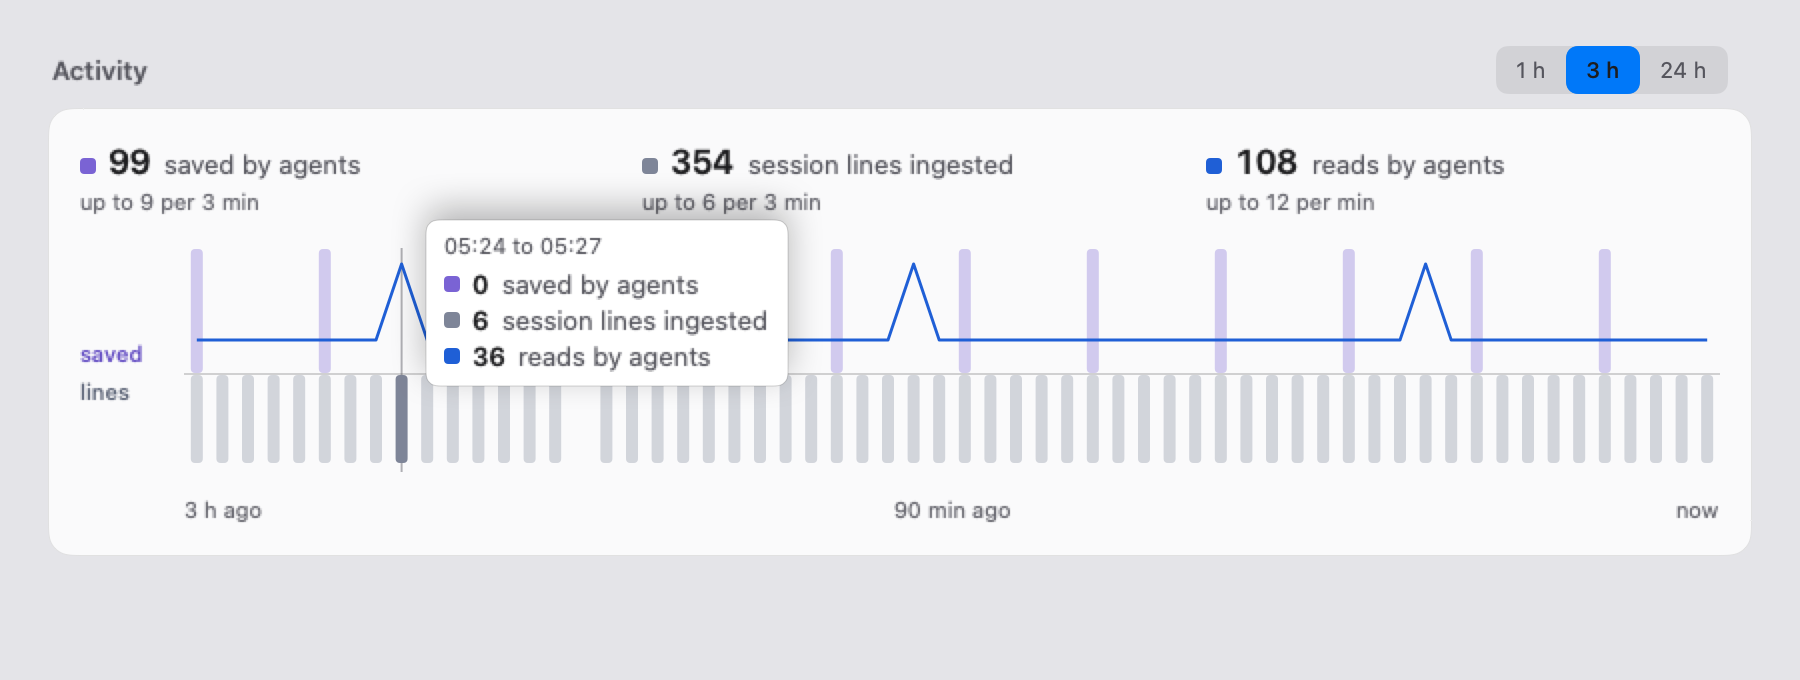 Activity
1 h 3 h 24 h
99 saved by agents
up to 9 per 3 min
354 session lines ingested
up to 6 per 3 min
108 reads by agents
up to 12 per min
05:24 to 05:27
0 saved by agents
6 session lines ingested
36 reads by agents
saved
lines
3 h ago
90 min ago
now